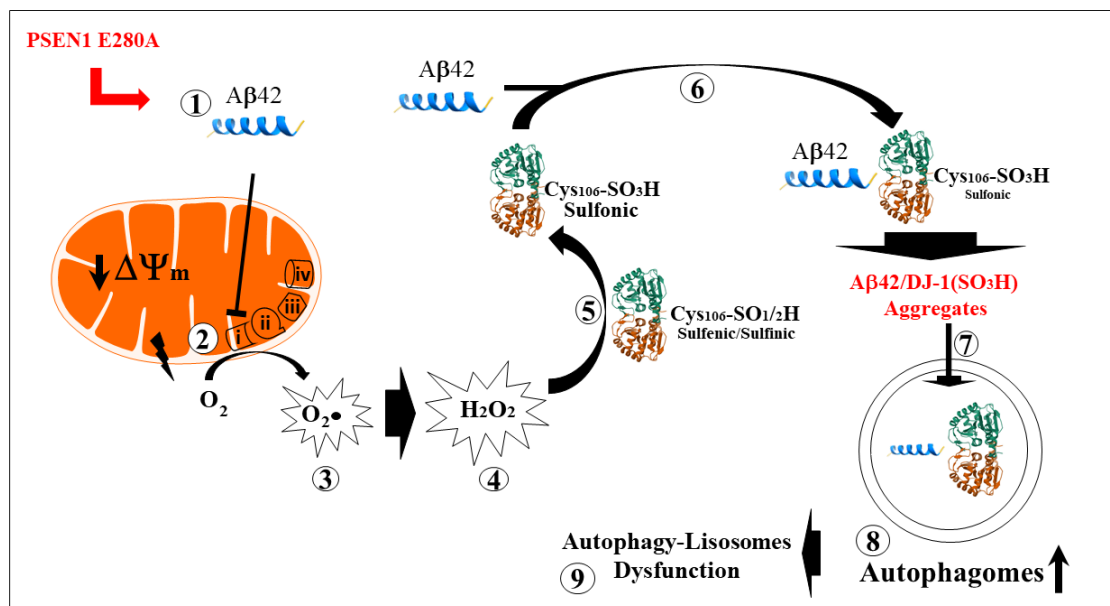 PSEN1 E280A
① Aβ42
Aβ42
⑥
Aβ42
Cys106-SO3H
Sulfonic
Cys106-SO3H
Sulfonic
ΔΨm
iv
iii
ii
i
②
O2
O2•
③
H2O2
④
⑤
Cys106-SO1/2H
Sulfenic/Sulfinic
Aβ42/DJ-1(SO3H)
Aggregates
⑦
⑧
Autophagomes
Autophagy-Lisosomes
⑨ Dysfunction